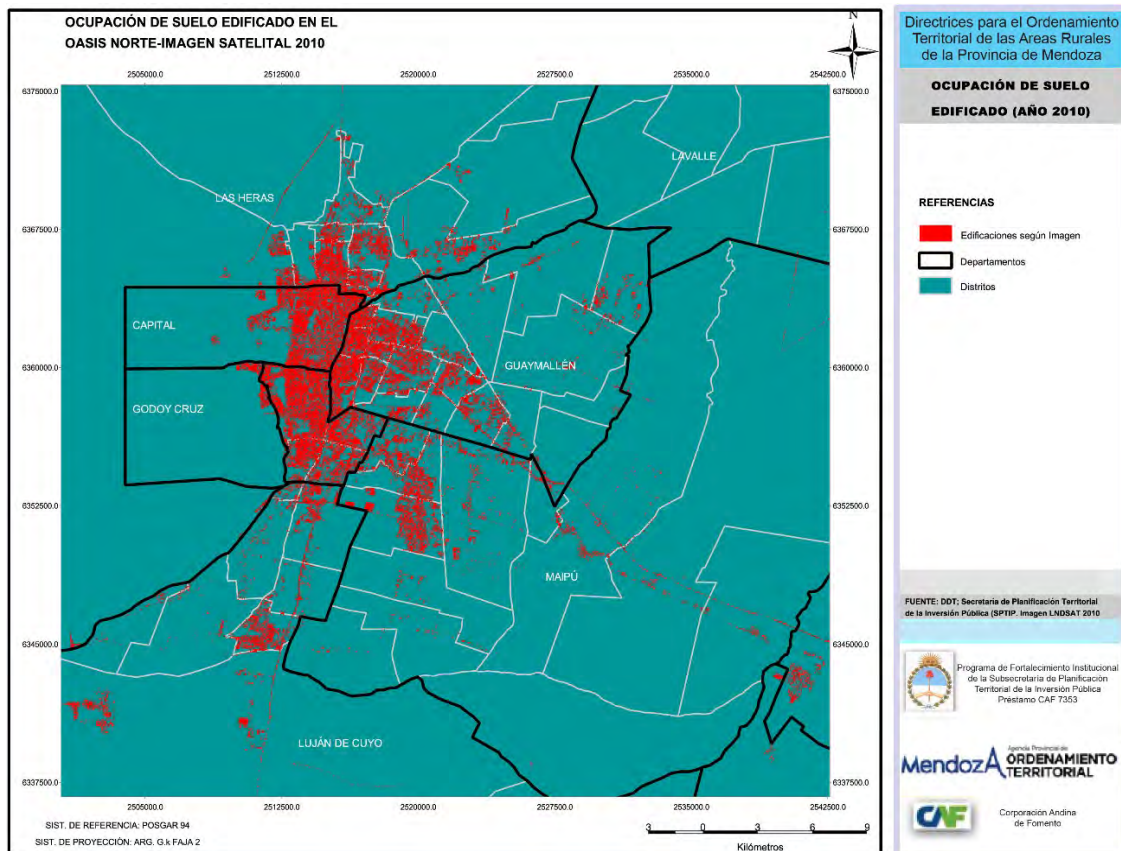 OCUPACIÓN DE SUELO EDIFICADO EN EL
OASIS NORTE-IMAGEN SATELITAL 2010
N
2505000.0 2512500.0 2520000.0 2527500.0 2535000.0 2542500.0
6375000.0 6375000.0
LAVALLE
LAS HERAS
6367500.0 6367500.0
CAPITAL
6360000.0 GUAYMALLÉN 6360000.0
GODOY CRUZ
6352500.0 6352500.0
MAIPÚ
6345000.0 6345000.0
LUJÁN DE CUYO
6337500.0 6337500.0
2505000.0 2512500.0 2520000.0 2527500.0 2535000.0 2542500.0
SIST. DE REFERENCIA: POSGAR 94
SIST. DE PROYECCIÓN: ARG. G.k FAJA 2
3 0 3 6 9
Kilómetros
Directrices para el Ordenamiento
Territorial de las Areas Rurales
de la Provincia de Mendoza
OCUPACIÓN DE SUELO
EDIFICADO (AÑO 2010)
REFERENCIAS
Edificaciones según Imagen
Departamentos
Distritos
FUENTE: DDT; Secretaria de Planificación Territorial
de la Inversión Pública (SPTIP. Imagen LNDSAT 2010
Programa de Fortalecimiento Institucional
de la Subsecretaría de Planificación
Territorial de la Inversión Pública
Préstamo CAF 7353
Agencia Provincial de
MendozA ORDENAMIENTO
TERRITORIAL
CAF
Corporación Andina
de Fomento